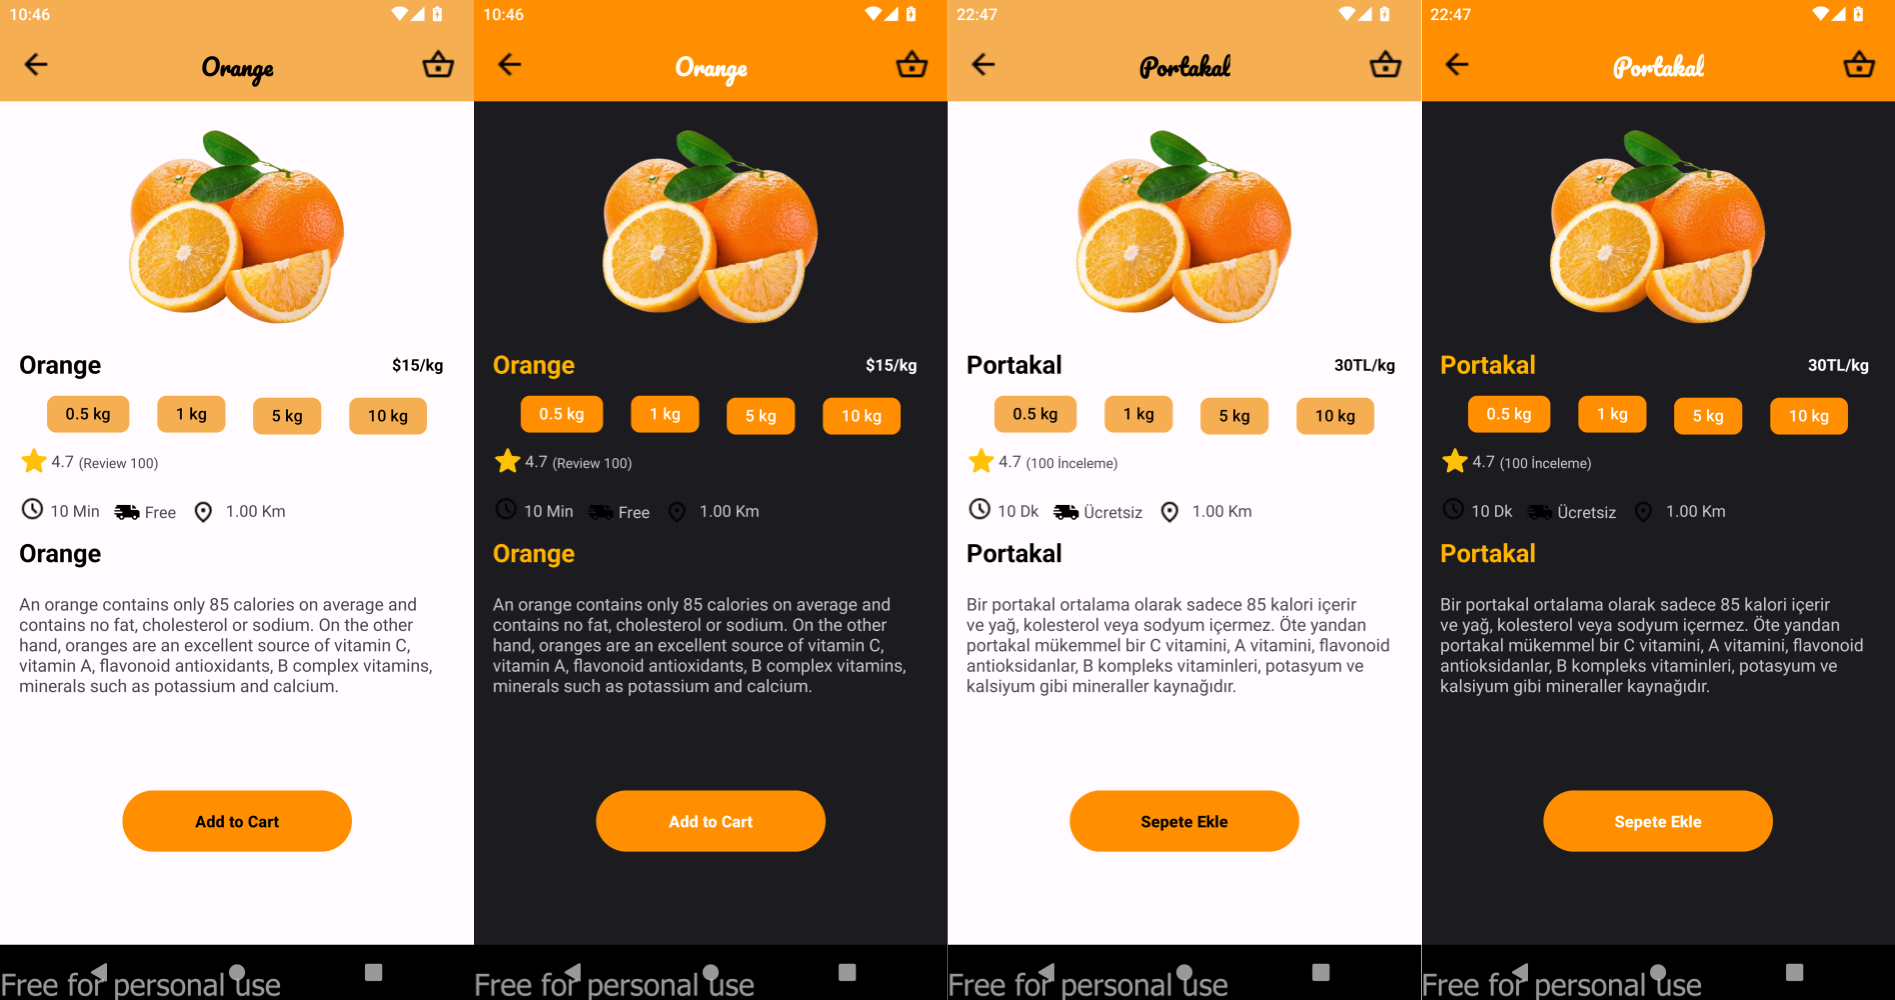 10:46
Orange
Orange
$15/kg
0.5 kg
1 kg
5 kg
10 kg
4.7 (Review 100)
10 Min
Free
1.00 Km
Orange
An orange contains only 85 calories on average and
contains no fat, cholesterol or sodium. On the other
hand, oranges are an excellent source of vitamin C,
vitamin A, flavonoid antioxidants, B complex vitamins,
minerals such as potassium and calcium.
Add to Cart
Free for personal use
10:46
Orange
Orange
$15/kg
0.5 kg
1 kg
5 kg
10 kg
4.7 (Review 100)
10 Min
Free
1.00 Km
Orange
An orange contains only 85 calories on average and
contains no fat, cholesterol or sodium. On the other
hand, oranges are an excellent source of vitamin C,
vitamin A, flavonoid antioxidants, B complex vitamins,
minerals such as potassium and calcium.
Add to Cart
Free for personal use
22:47
Portakal
Portakal
30TL/kg
0.5 kg
1 kg
5 kg
10 kg
4.7 (100 İnceleme)
10 Dk
Ücretsiz
1.00 Km
Portakal
Bir portakal ortalama olarak sadece 85 kalori içerir
ve yağ, kolesterol veya sodyum içermez. Öte yandan
portakal mükemmel bir C vitamini, A vitamini, flavonoid
antioksidanlar, B kompleks vitaminleri, potasyum ve
kalsiyum gibi mineraller kaynağıdır.
Sepete Ekle
Free for personal use
22:47
Portakal
Portakal
30TL/kg
0.5 kg
1 kg
5 kg
10 kg
4.7 (100 İnceleme)
10 Dk
Ücretsiz
1.00 Km
Portakal
Bir portakal ortalama olarak sadece 85 kalori içerir
ve yağ, kolesterol veya sodyum içermez. Öte yandan
portakal mükemmel bir C vitamini, A vitamini, flavonoid
antioksidanlar, B kompleks vitaminleri, potasyum ve
kalsiyum gibi mineraller kaynağıdır.
Sepete Ekle
Free for personal use